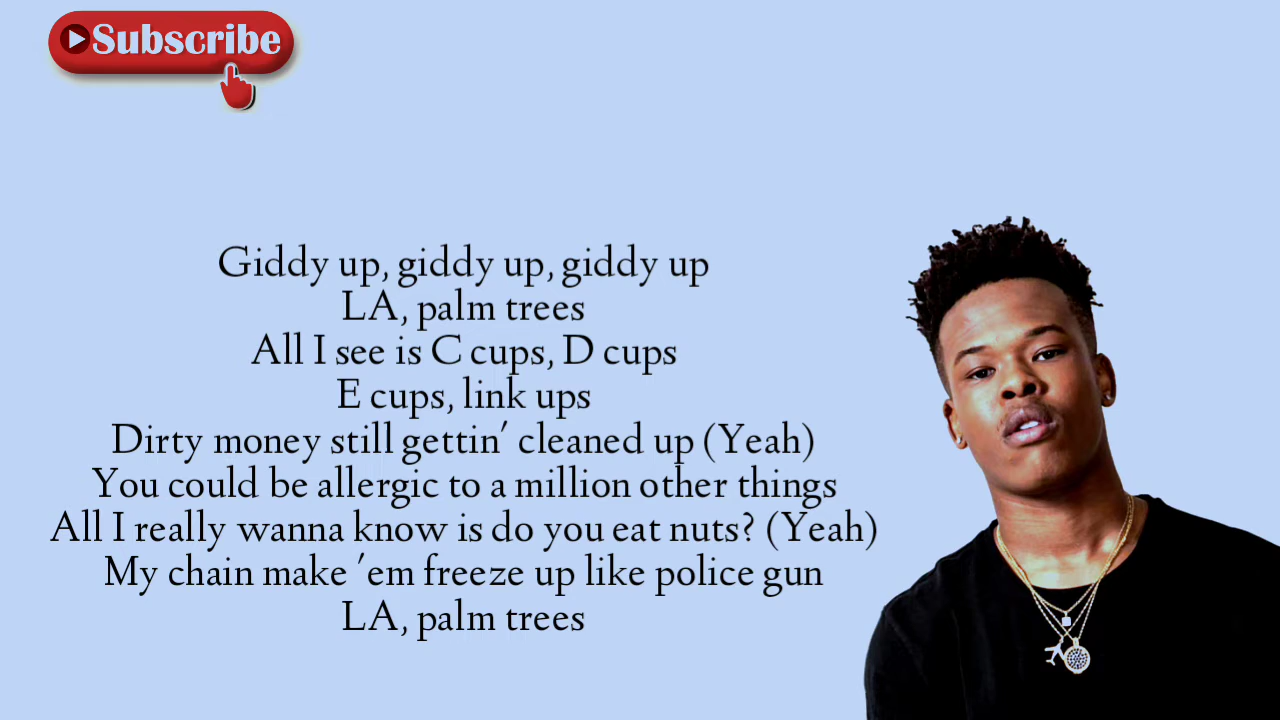 Subscribe
Giddy up, giddy up, giddy up
LA, palm trees
All I see is C cups, D cups
E cups, link ups
Dirty money still gettin' cleaned up (Yeah)
You could be allergic to a million other things
All I really wanna know is do you eat nuts? (Yeah)
My chain make 'em freeze up like police gun
LA, palm trees